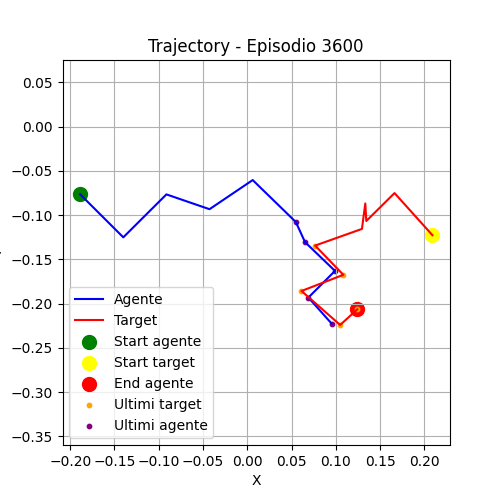 Trajectory - Episodio 3600
0.05
0.00
−0.05
−0.10
−0.15
−0.20
−0.25
−0.30
−0.35
Agente
Target
Start agente
Start target
End agente
Ultimi target
Ultimi agente
−0.20 −0.15 −0.10 −0.05 0.00 0.05 0.10 0.15 0.20
X